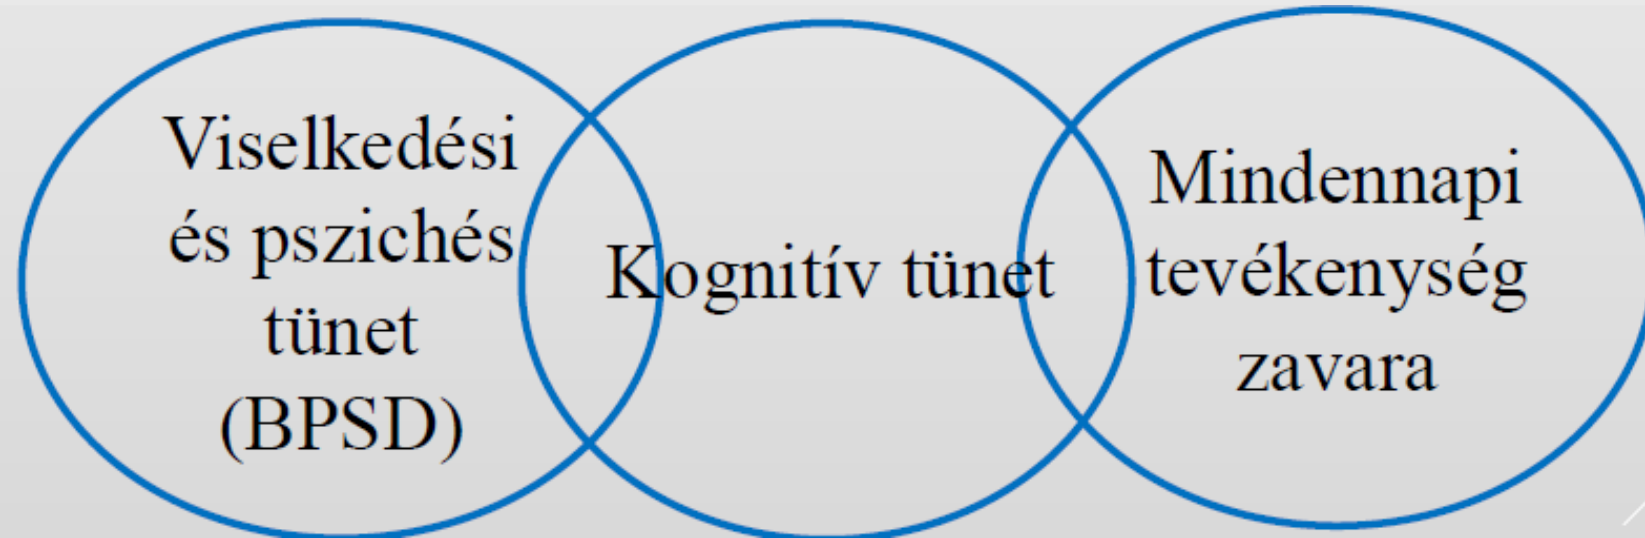 Viselkedési
és pszichés
tünet
(BPSD)
Kognitív tünet
Mindennapi
tevékenység
zavara